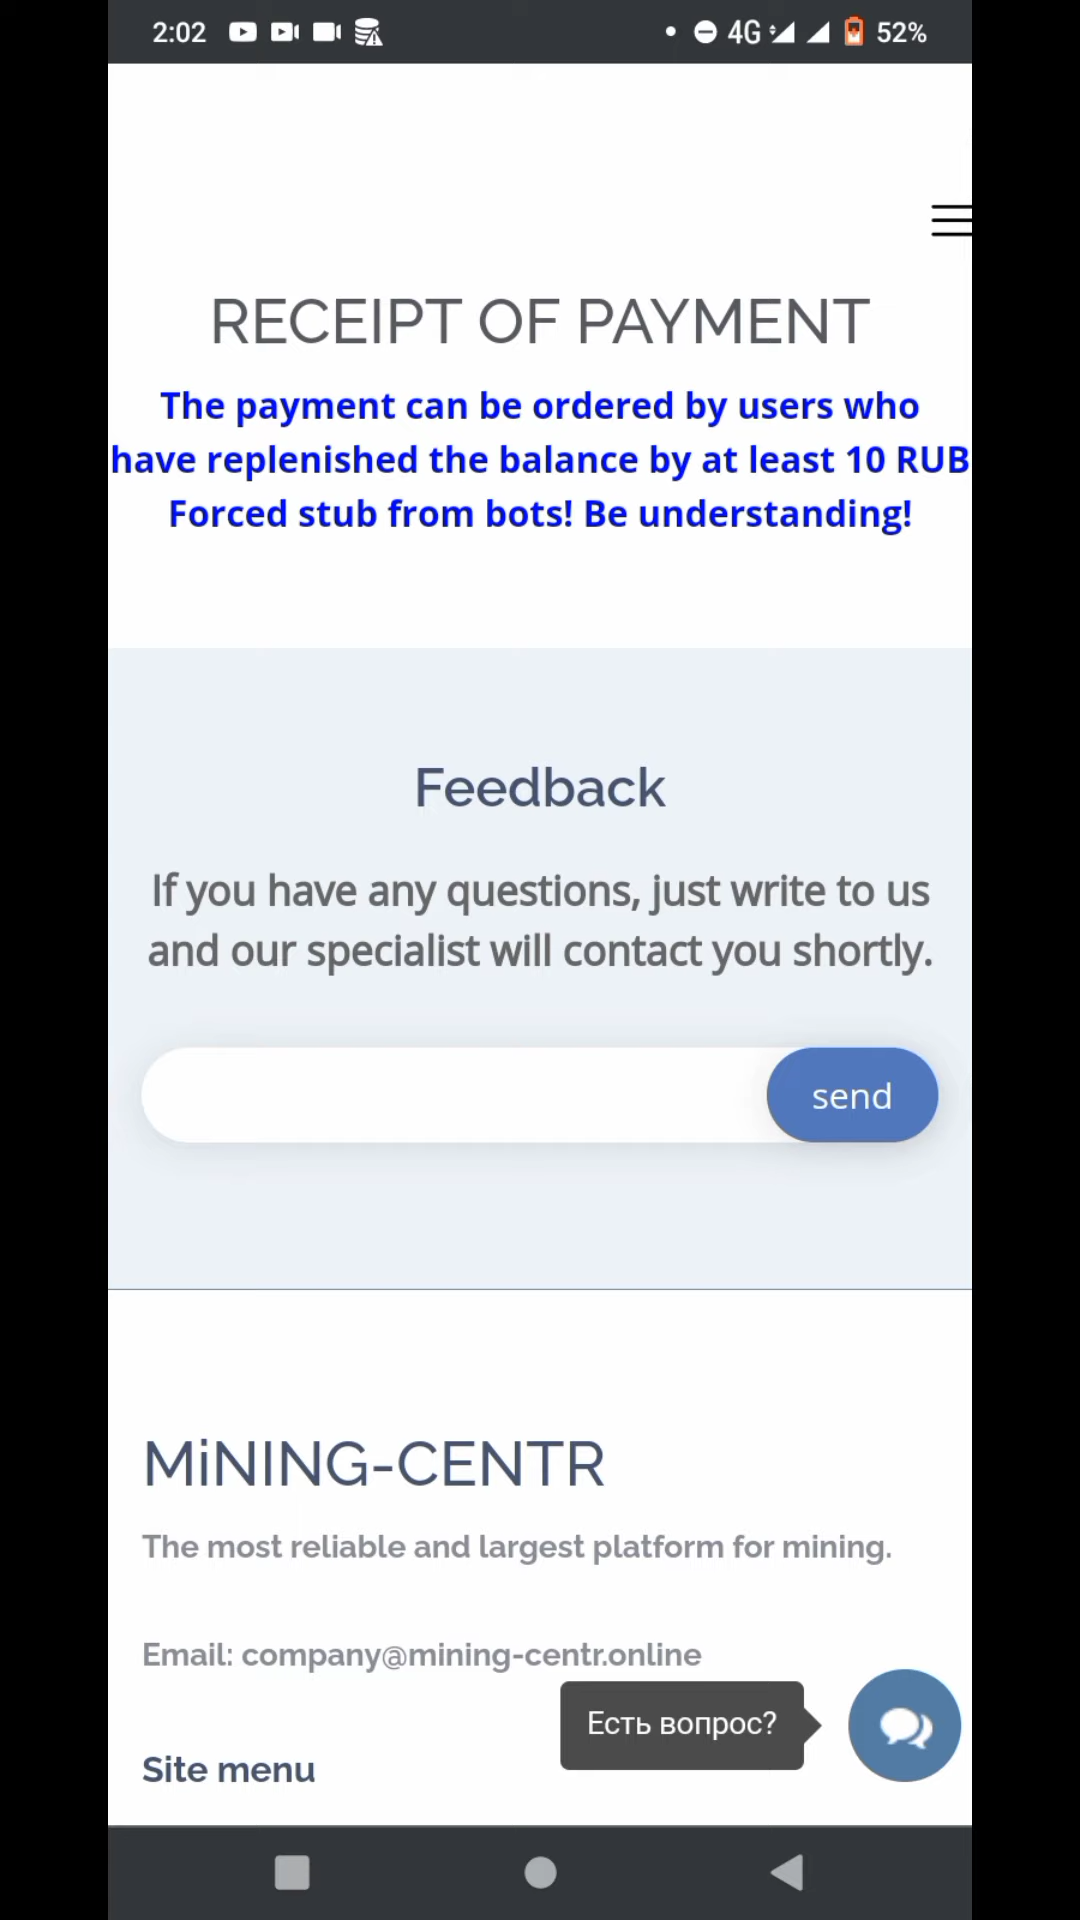 2:02
4G
52%
RECEIPT OF PAYMENT
The payment can be ordered by users who
have replenished the balance by at least 10 RUB
Forced stub from bots! Be understanding!
Feedback
If you have any questions, just write to us
and our specialist will contact you shortly.
send
MiNING-CENTR
The most reliable and largest platform for mining.
Email: company@mining-centr.online
Есть вопрос?
Site menu